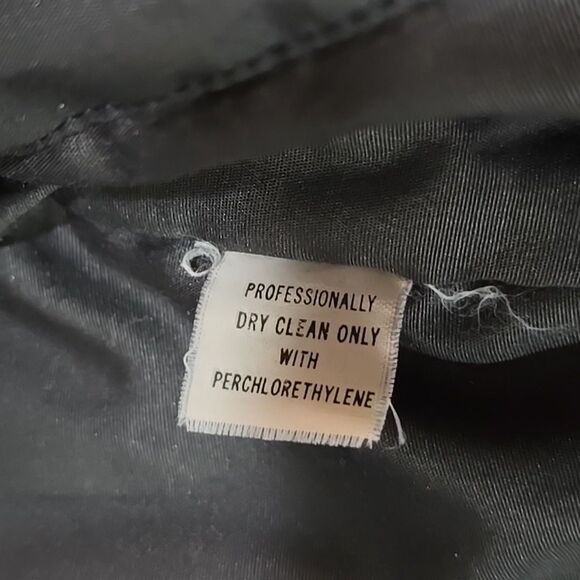 PROFESSIONALLY
DRY CLEAN ONLY
WITH
PERCHLORETHYLENE